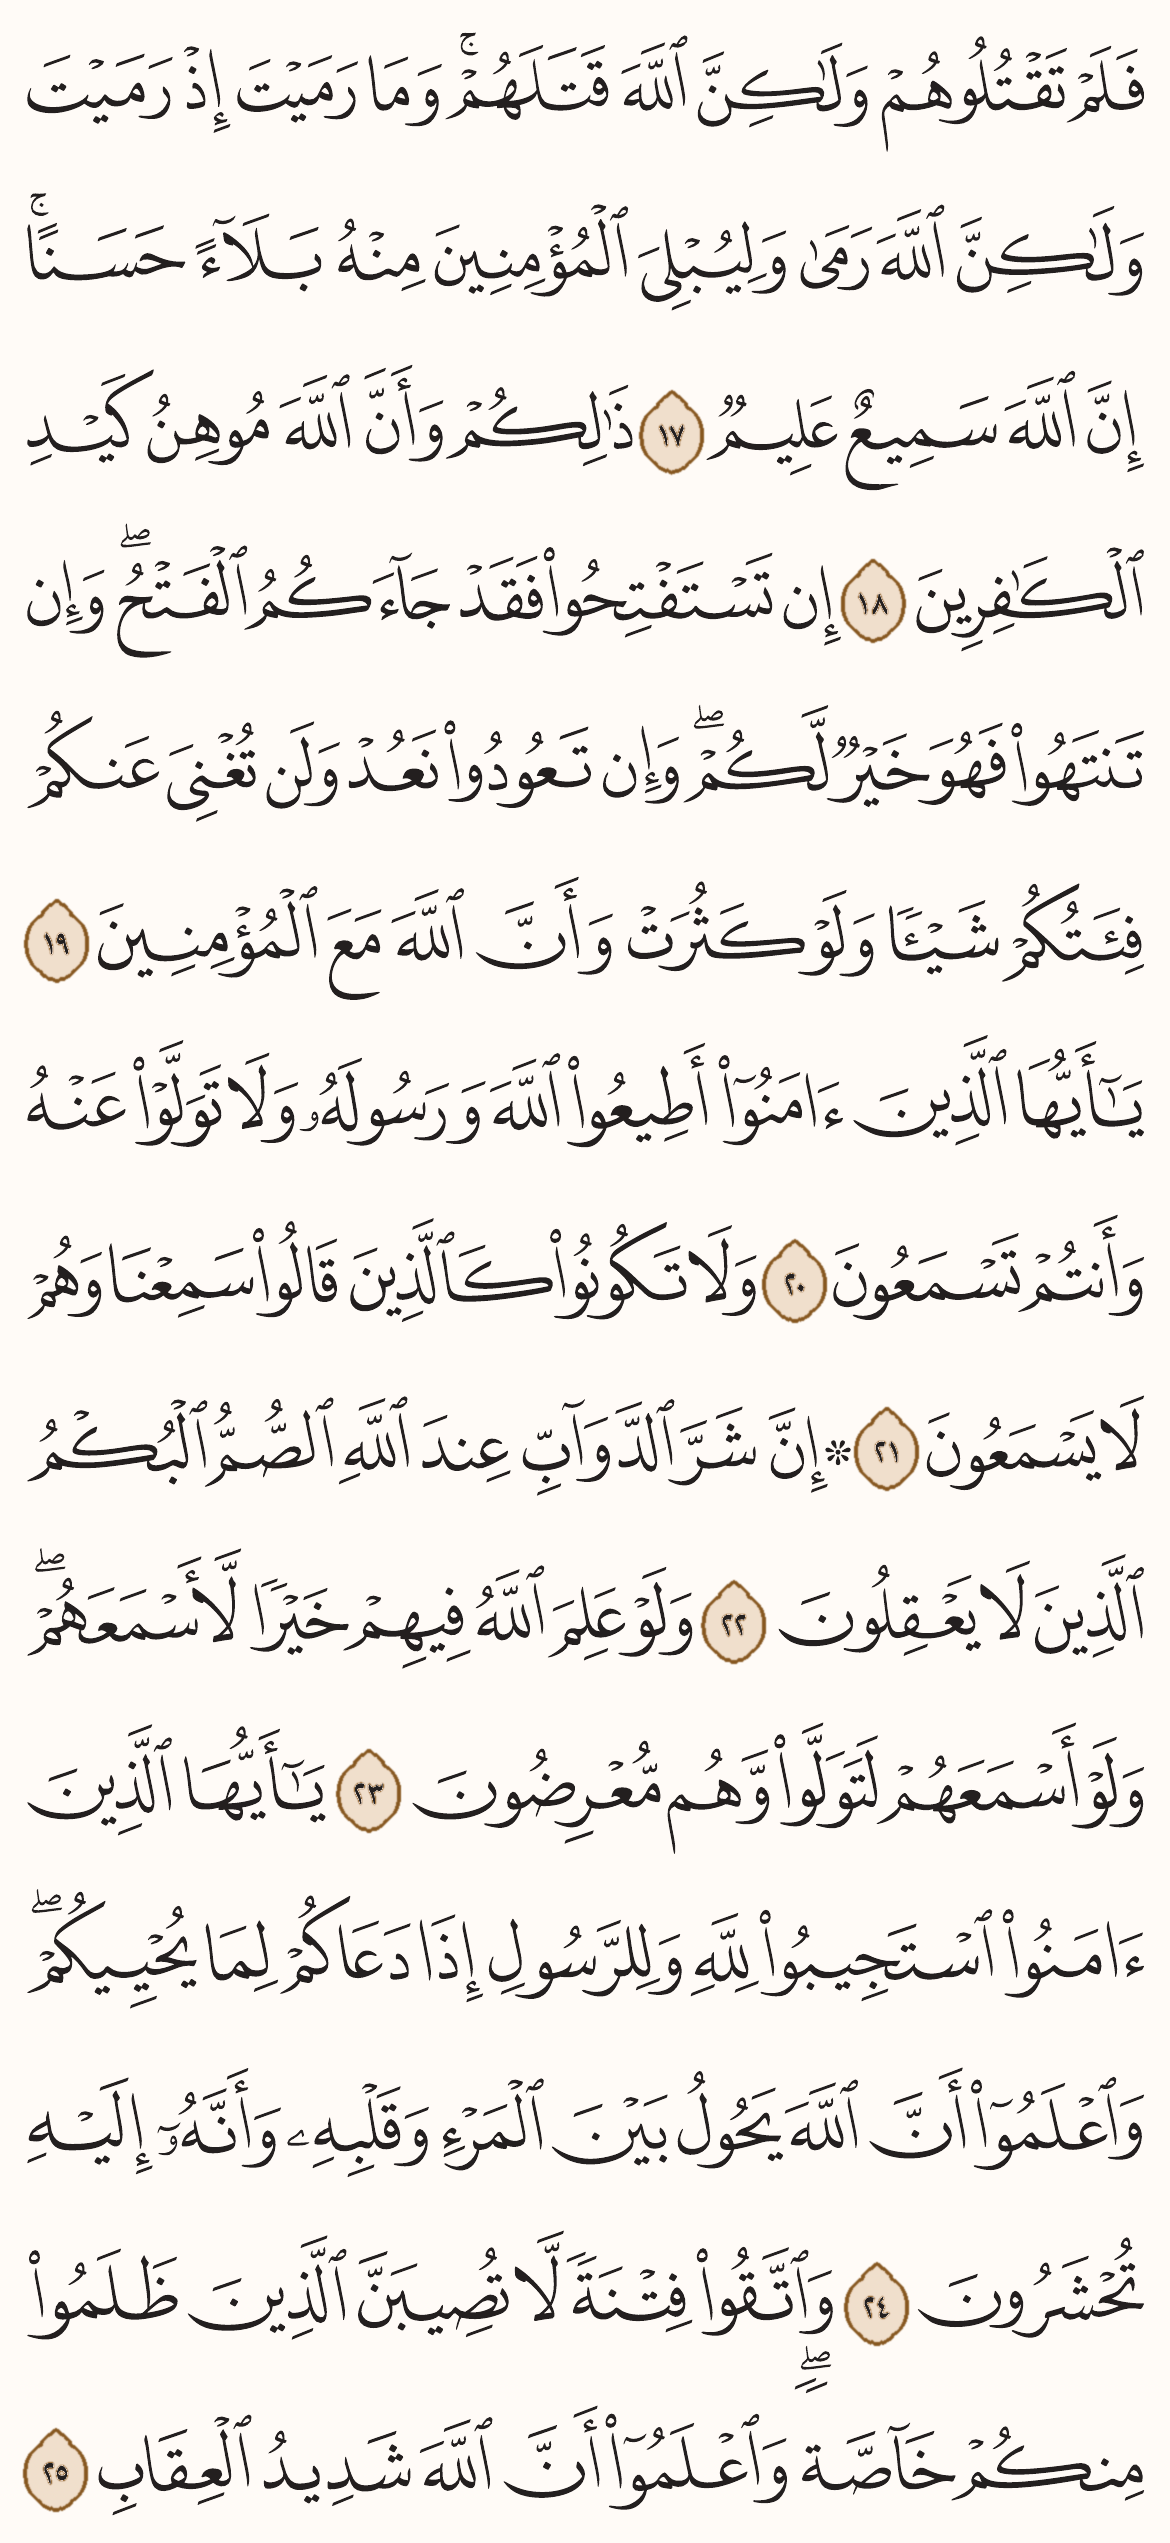 فَلَمۡ تَقۡتُلُوهُمۡ وَلَٰكِنَّ ٱللَّهَ قَتَلَهُمۡۚ وَمَا رَمَيۡتَ إِذۡ رَمَيۡتَ
وَلَٰكِنَّ ٱللَّهَ رَمَىٰ وَلِيُبۡلِيَ ٱلۡمُؤۡمِنِينَ مِنۡهُ بَلَآءً حَسَنًاۚ
إِنَّ ٱللَّهَ سَمِيعٌ عَلِيمٞ ١٧ ذَٰلِكُمۡ وَأَنَّ ٱللَّهَ مُوهِنُ كَيۡدِ
ٱلۡكَٰفِرِينَ ١٨ إِن تَسۡتَفۡتِحُواْ فَقَدۡ جَآءَكُمُ ٱلۡفَتۡحُۖ وَإِن
تَنتَهُواْ فَهُوَ خَيۡرٞ لَّكُمۡۖ وَإِن تَعُودُواْ نَعُدۡ وَلَن تُغۡنِيَ عَنكُمۡ
فِئَتُكُمۡ شَيۡـٔٗا وَلَوۡ كَثُرَتۡ وَأَنَّ ٱللَّهَ مَعَ ٱلۡمُؤۡمِنِينَ ١٩
يَٰٓأَيُّهَا ٱلَّذِينَ ءَامَنُوٓاْ أَطِيعُواْ ٱللَّهَ وَرَسُولَهُۥ وَلَا تَوَلَّوۡاْ عَنۡهُ
وَأَنتُمۡ تَسۡمَعُونَ ٢٠ وَلَا تَكُونُواْ كَٱلَّذِينَ قَالُواْ سَمِعۡنَا وَهُمۡ
لَا يَسۡمَعُونَ ٢١ ۞ إِنَّ شَرَّ ٱلدَّوَآبِّ عِندَ ٱللَّهِ ٱلصُّمُّ ٱلۡبُكۡمُ
ٱلَّذِينَ لَا يَعۡقِلُونَ ٢٢ وَلَوۡ عَلِمَ ٱللَّهُ فِيهِمۡ خَيۡرٗا لَّأَسۡمَعَهُمۡۖ
وَلَوۡ أَسۡمَعَهُمۡ لَتَوَلَّواْ وَّهُم مُّعۡرِضُونَ ٢٣ يَٰٓأَيُّهَا ٱلَّذِينَ
ءَامَنُواْ ٱسۡتَجِيبُواْ لِلَّهِ وَلِلرَّسُولِ إِذَا دَعَاكُمۡ لِمَا يُحۡيِيكُمۡۖ
وَٱعۡلَمُوٓاْ أَنَّ ٱللَّهَ يَحُولُ بَيۡنَ ٱلۡمَرۡءِ وَقَلۡبِهِۦ وَأَنَّهُۥٓ إِلَيۡهِ
تُحۡشَرُونَ ٢٤ وَٱتَّقُواْ فِتۡنَةٗ لَّا تُصِيبَنَّ ٱلَّذِينَ ظَلَمُواْ
مِنكُمۡ خَآصَّةٗۖ وَٱعۡلَمُوٓاْ أَنَّ ٱللَّهَ شَدِيدُ ٱلۡعِقَابِ ٢٥